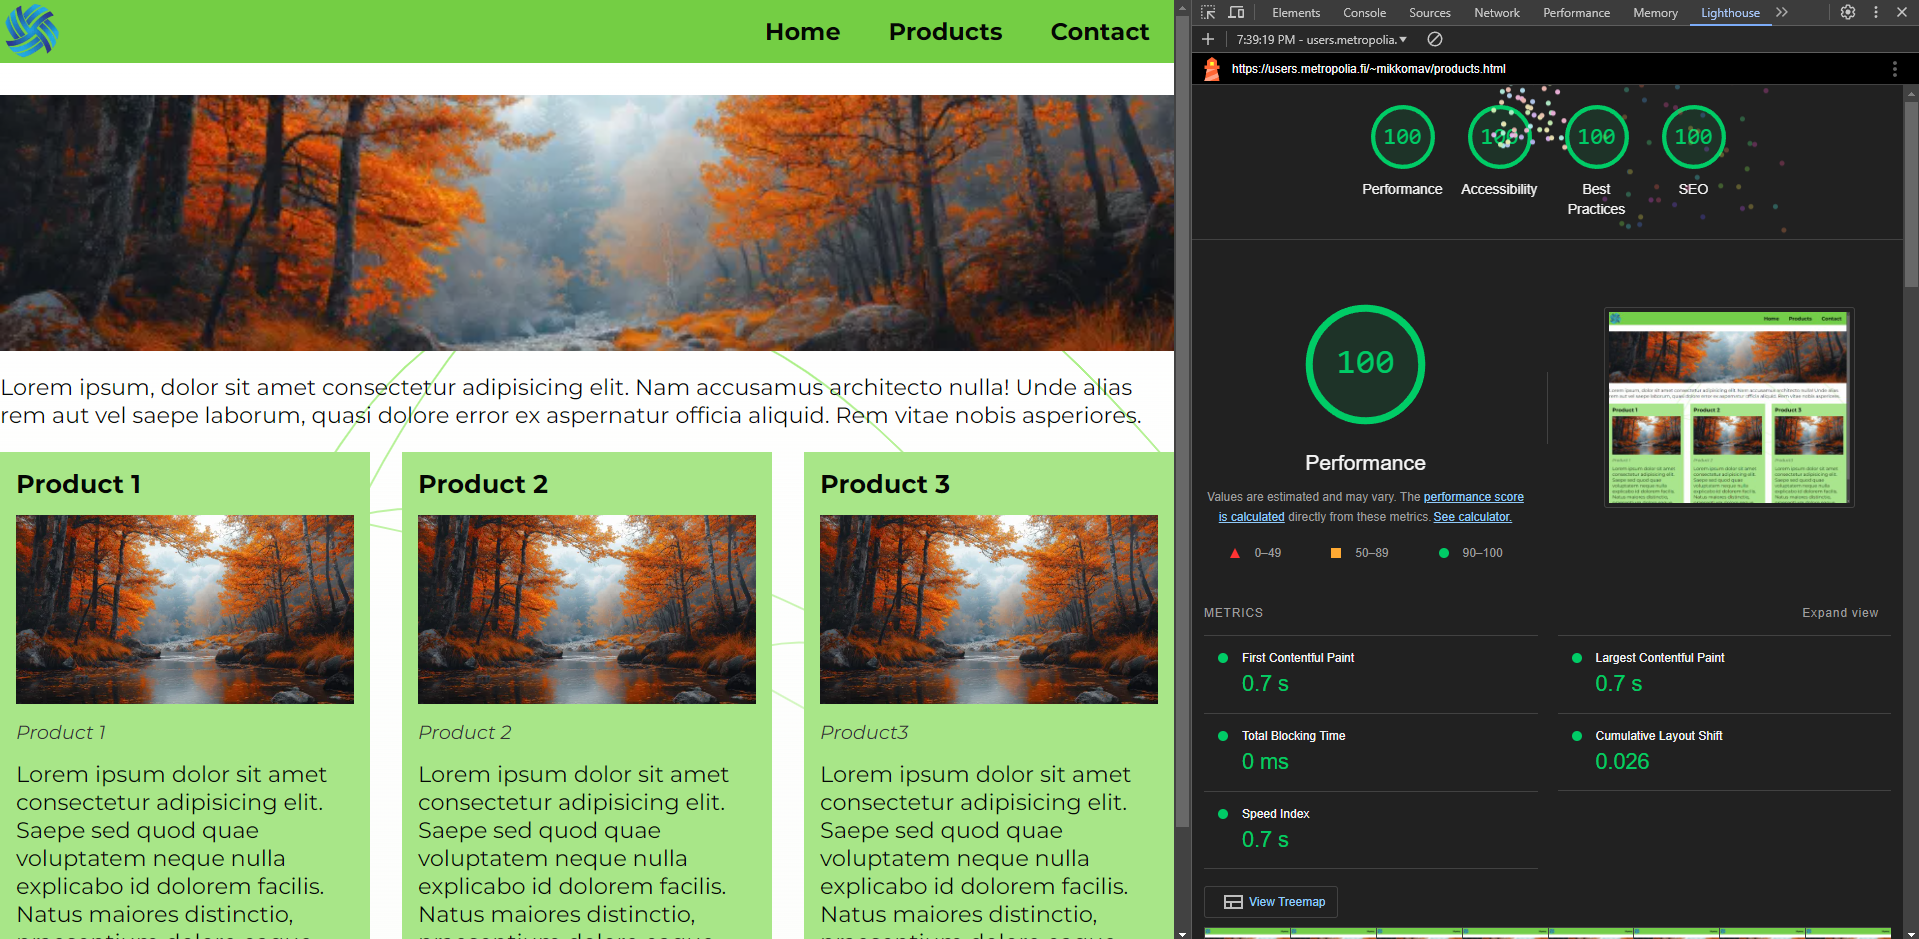 Home Products Contact
Lorem ipsum, dolor sit amet consectetur adipisicing elit. Nam accusamus architecto nulla! Unde alias
rem aut vel saepe laborum, quasi dolore error ex aspernatur officia aliquid. Rem vitae nobis asperiores.
Product 1
Product 1
Lorem ipsum dolor sit amet
consectetur adipisicing elit.
Saepe sed quod quae
voluptatem neque nulla
explicabo id dolorem facilis.
Natus maiores distinctio,
Product 2
Product 2
Lorem ipsum dolor sit amet
consectetur adipisicing elit.
Saepe sed quod quae
voluptatem neque nulla
explicabo id dolorem facilis.
Natus maiores distinctio,
Product 3
Product3
Lorem ipsum dolor sit amet
consectetur adipisicing elit.
Saepe sed quod quae
voluptatem neque nulla
explicabo id dolorem facilis.
Natus maiores distinctio,
Elements Console Sources Network Performance Memory Lighthouse
7:39:19 PM - users.metropolia.
https://users.metropolia.fi/~mikkomav/products.html
100 100 100 100
Performance Accessibility Best Practices SEO
100
Performance
Values are estimated and may vary. The performance score
is calculated directly from these metrics. See calculator.
0–49 50–89 90–100
Home Products Contact
Product 1 Product 2 Product 3
METRICS Expand view
First Contentful Paint
0.7 s
Largest Contentful Paint
0.7 s
Total Blocking Time
0 ms
Cumulative Layout Shift
0.026
Speed Index
0.7 s
View Treemap